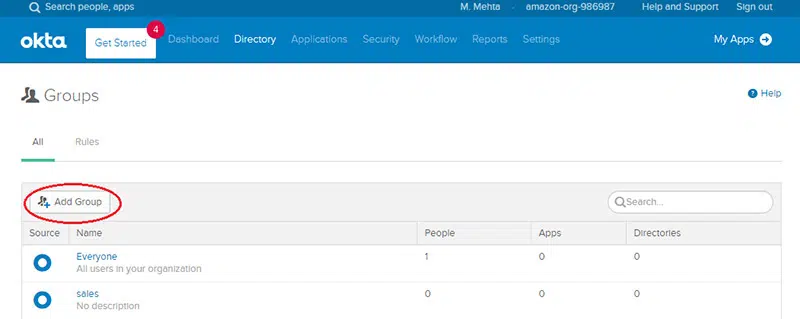 Search people, apps M. Mehta amazon-org-986987 Help and Support Sign out
okta Get Started 4 Dashboard Directory Applications Security Workflow Reports Settings My Apps
Groups Help
All Rules
Add Group Search...
Source Name People Apps Directories
Everyone 1 0 0
All users in your organization
sales 0 0 0
No description